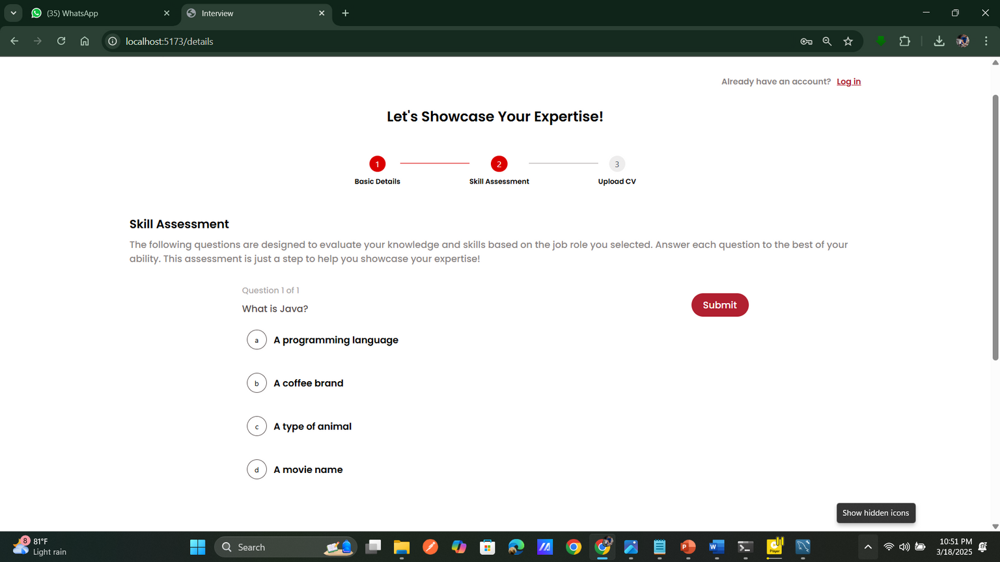 (35) WhatsApp
Interview
localhost:5173/details
Already have an account? Log in
Let's Showcase Your Expertise!
1
2
3
Basic Details
Skill Assessment
Upload CV
Skill Assessment
The following questions are designed to evaluate your knowledge and skills based on the job role you selected. Answer each question to the best of your
ability. This assessment is just a step to help you showcase your expertise!
Question 1 of 1
What is Java?
Submit
a A programming language
b A coffee brand
c A type of animal
d A movie name
Show hidden icons
8
81°F
Light rain
Search
10:51 PM
3/18/2025